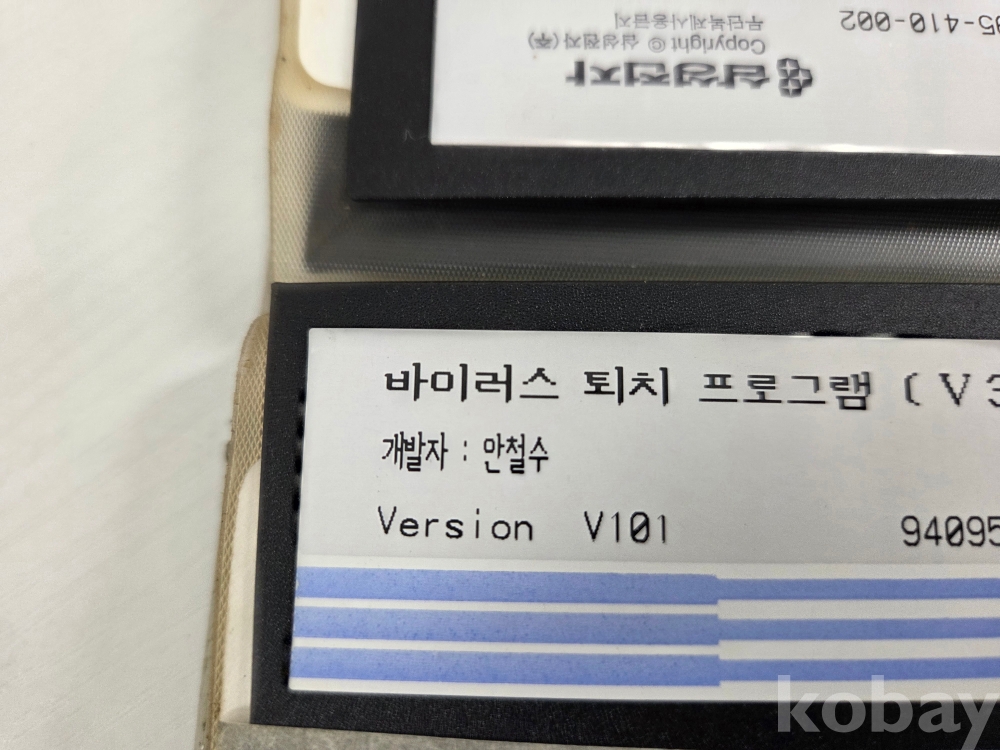 삼성전자
Copyright © 삼성전자(주)
무단복제사용금지
95-410-002
바이러스 퇴치 프로그램 (V3
개발자 : 안철수
Version V101
94095
kobay